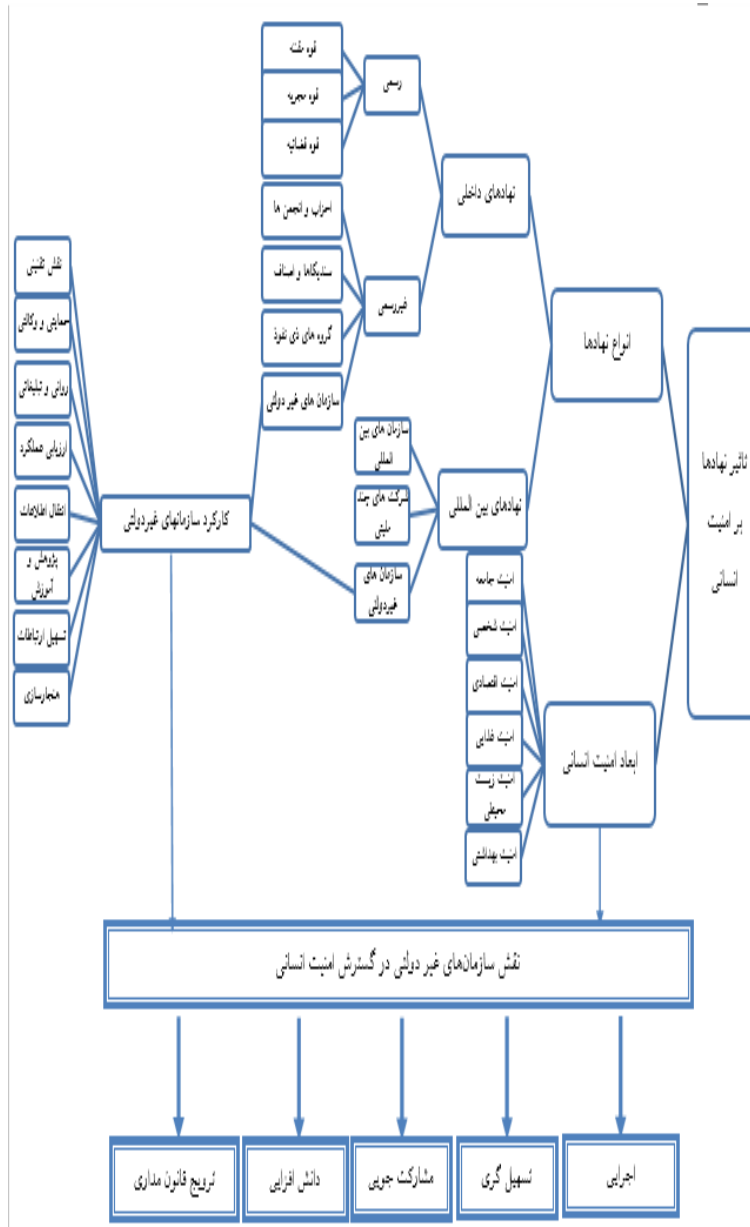 تاثیر نهادها
بر امنیت
انسانی
انواع نهادها
نهادهای داخلی
رسمی
قوه مقننه
قوه مجریه
قوه قضائیه
غیررسمی
احزاب و انجمن ها
سندیکاها و اصناف
گروه های ذی نفوذ
سازمان های غیر دولتی
نهادهای بین المللی
سازمان های بین
المللی
شرکت های چند
ملیتی
سازمان های
غیردولتی
کارکرد سازمانهای غیردولتی
نقش تقنینی
حمایتی و وکالتی
روانی و تبلیغاتی
ارزیابی عملکرد
انتقال اطلاعات
پژوهشی و
آموزش
تسهیل ارتباطات
هنجارسازی
ابعاد امنیت انسانی
امنیت جامعه
امنیت شخصی
امنیت اقتصادی
امنیت غذایی
امنیت زیست
محیطی
امنیت بهداشتی
نقش سازمان‌های غیر دولتی در گسترش امنیت انسانی
اجرایی
تسهیل گری
مشارکت جویی
دانش افزایی
ترویج قانون مداری